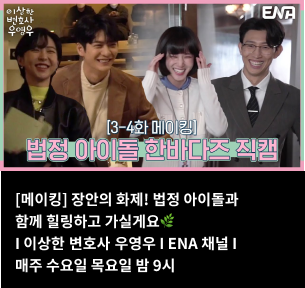 이상한
변호사
우영우
ENA
[3-4화 메이킹]
법정 아이돌 한바다즈 직캠
[메이킹] 장안의 화제! 법정 아이돌과
함께 힐링하고 가실게요🌿
I 이상한 변호사 우영우 I ENA 채널 I
매주 수요일 목요일 밤 9시